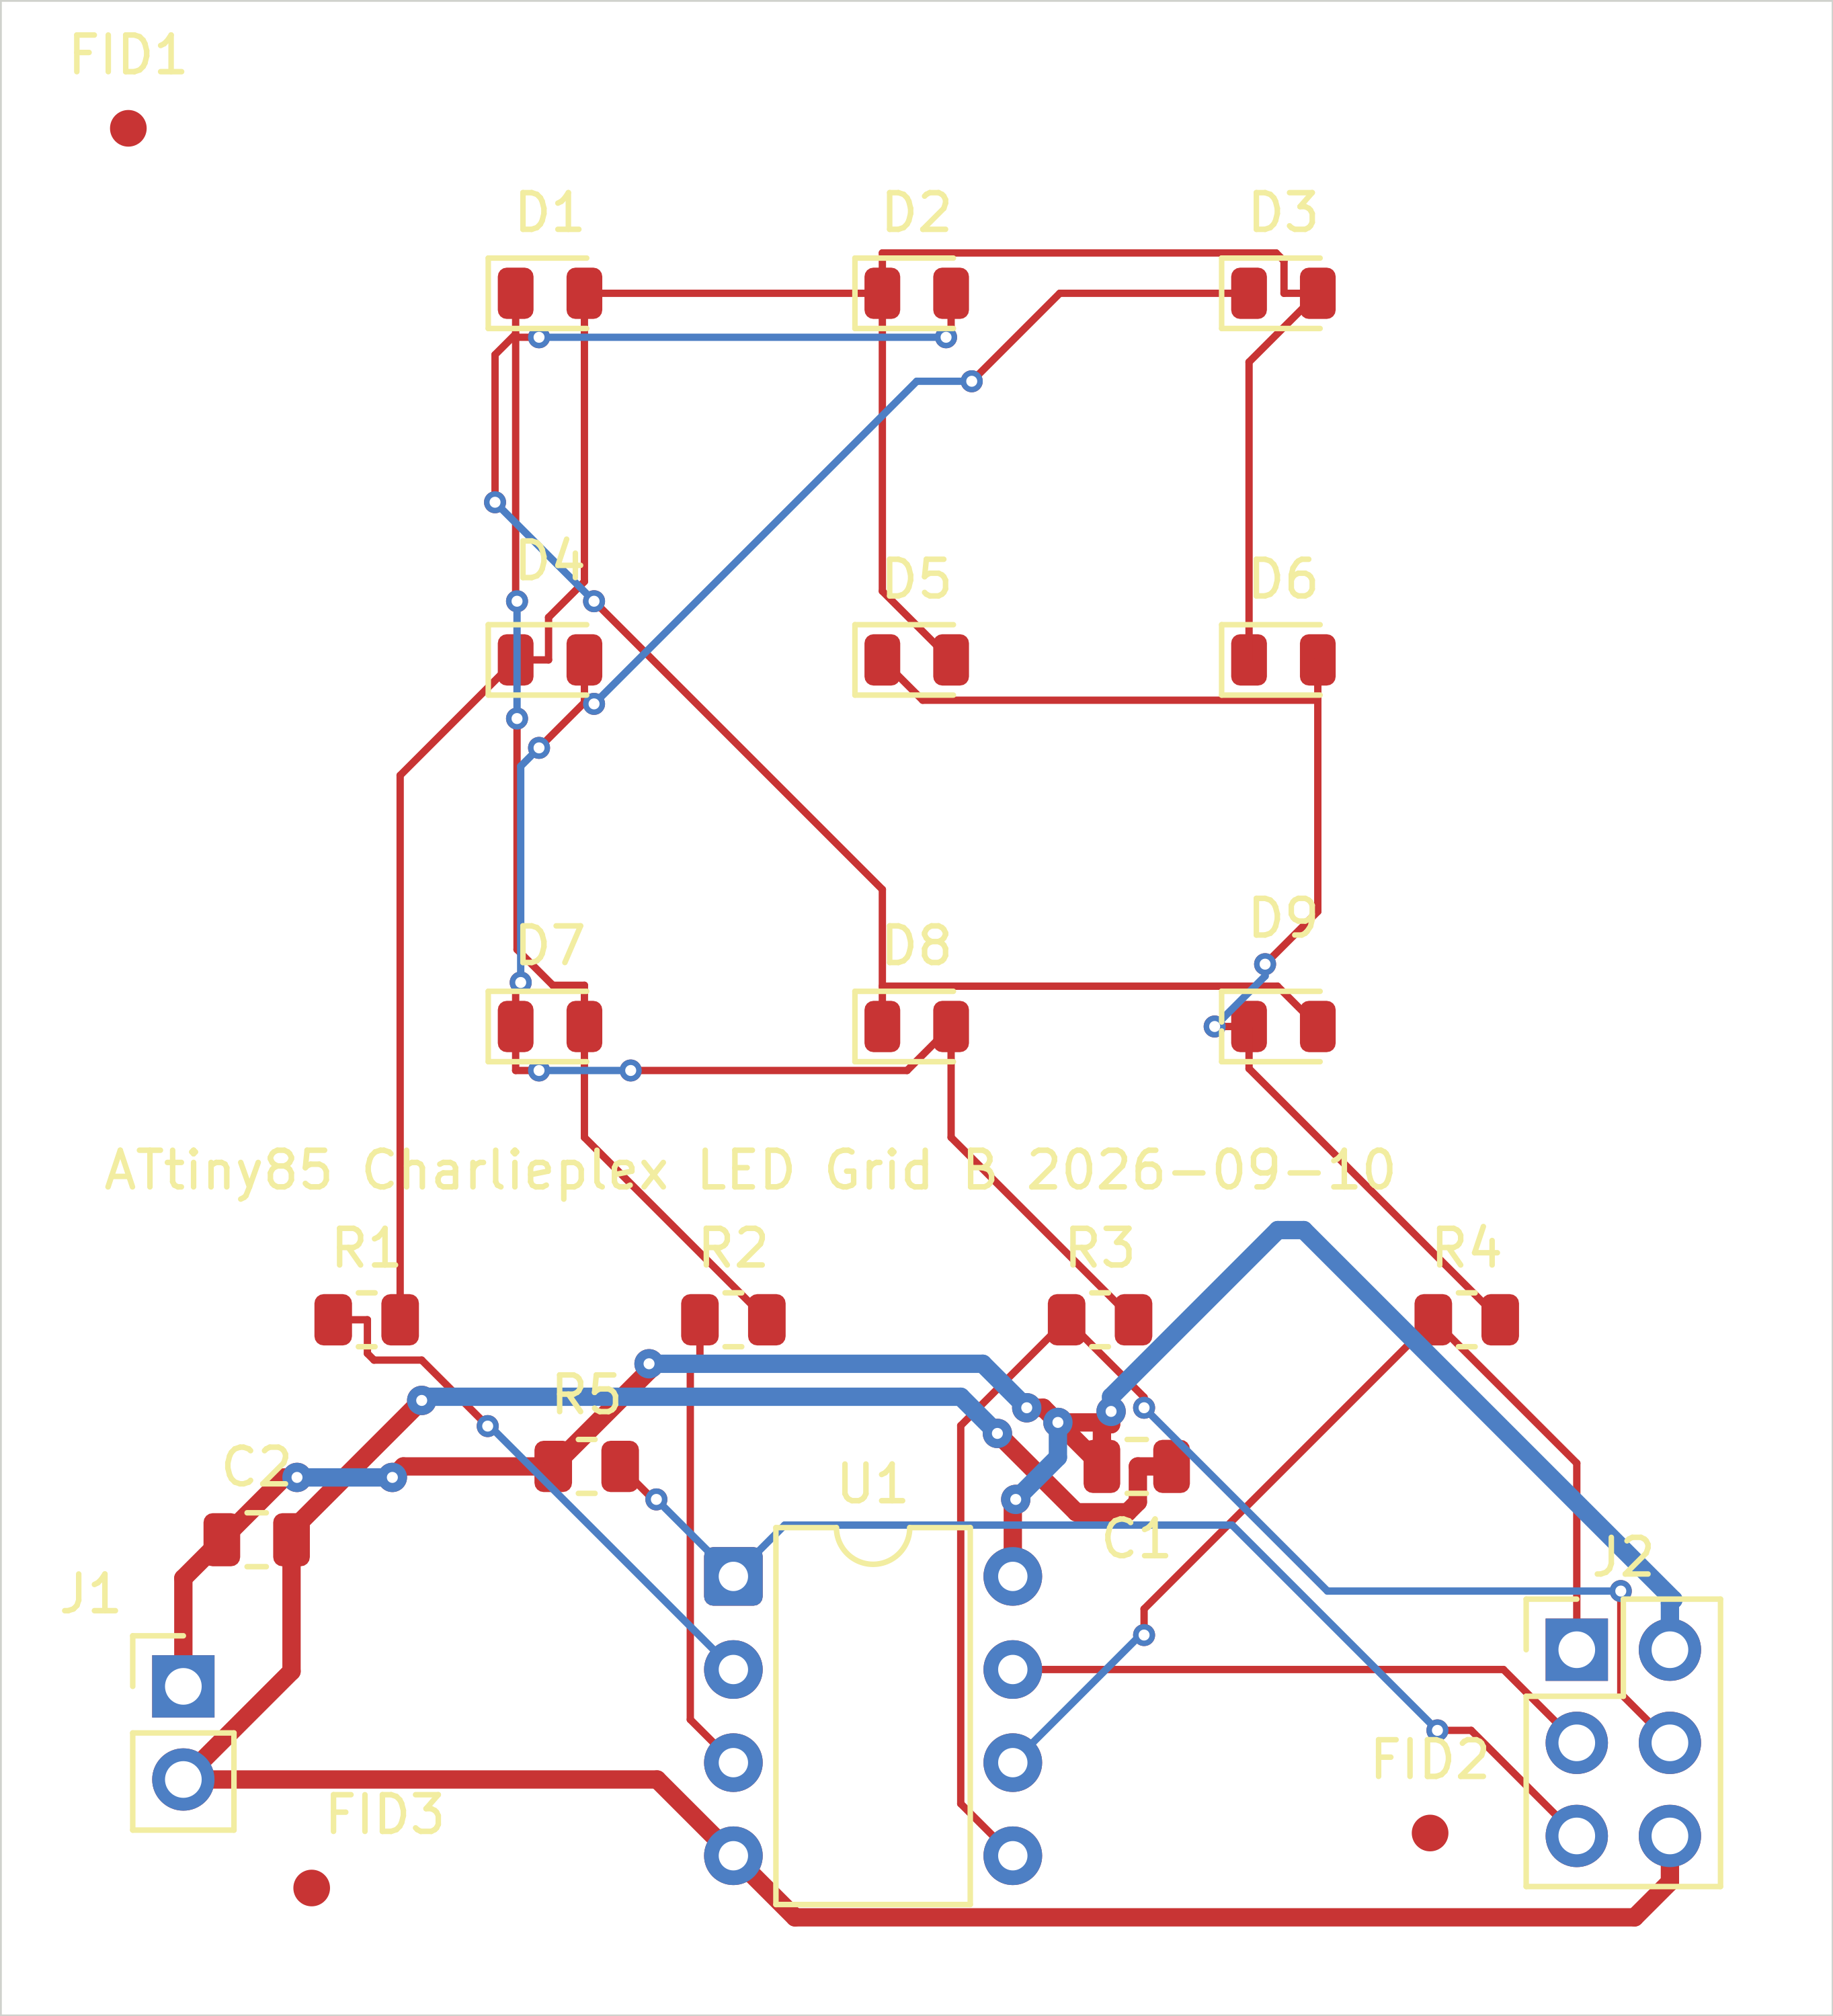 FID1
D1 D2 D3
D4 D5 D6
D7 D8 D9
ATtiny85 Charlieplex LED Grid B 2026-09-10
R1 R2 R3 R4
R5
C2 U1 C1
J1 J2
FID2
FID3